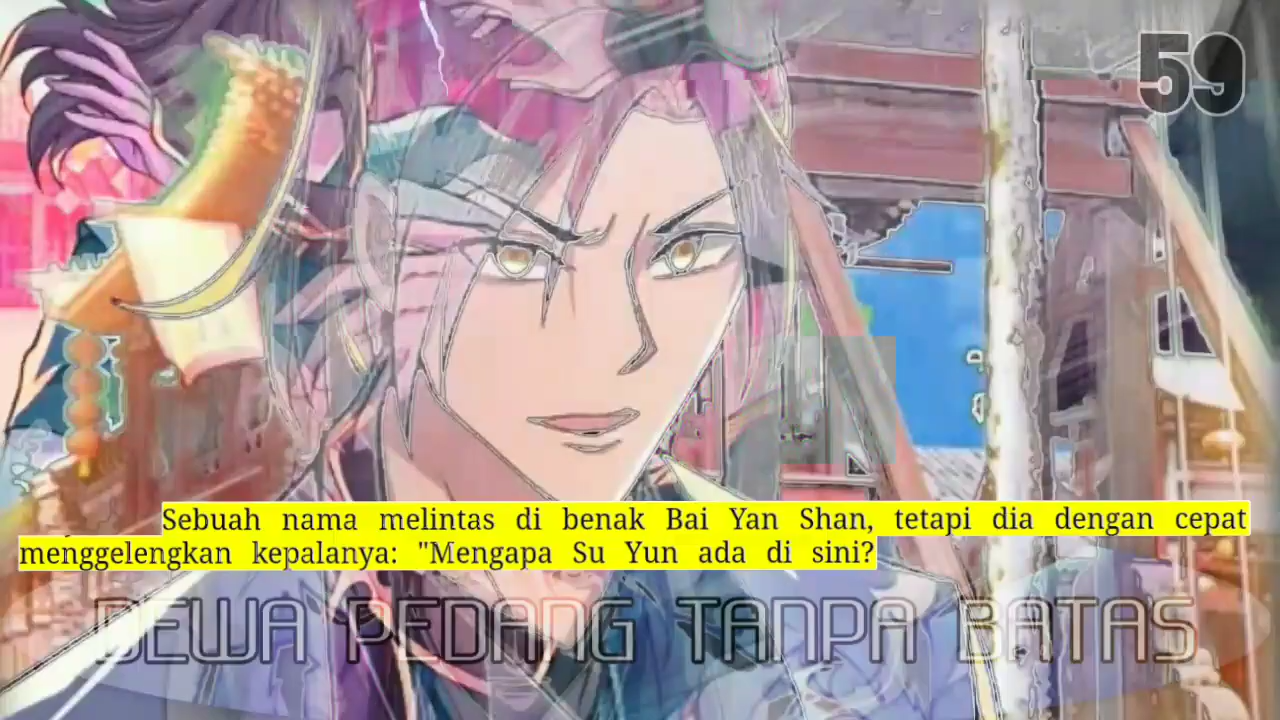 59
Sebuah nama melintas di benak Bai Yan Shan, tetapi dia dengan cepat
menggelengkan kepalanya: "Mengapa Su Yun ada di sini?
DEWA PEDANG TANPA BATAS